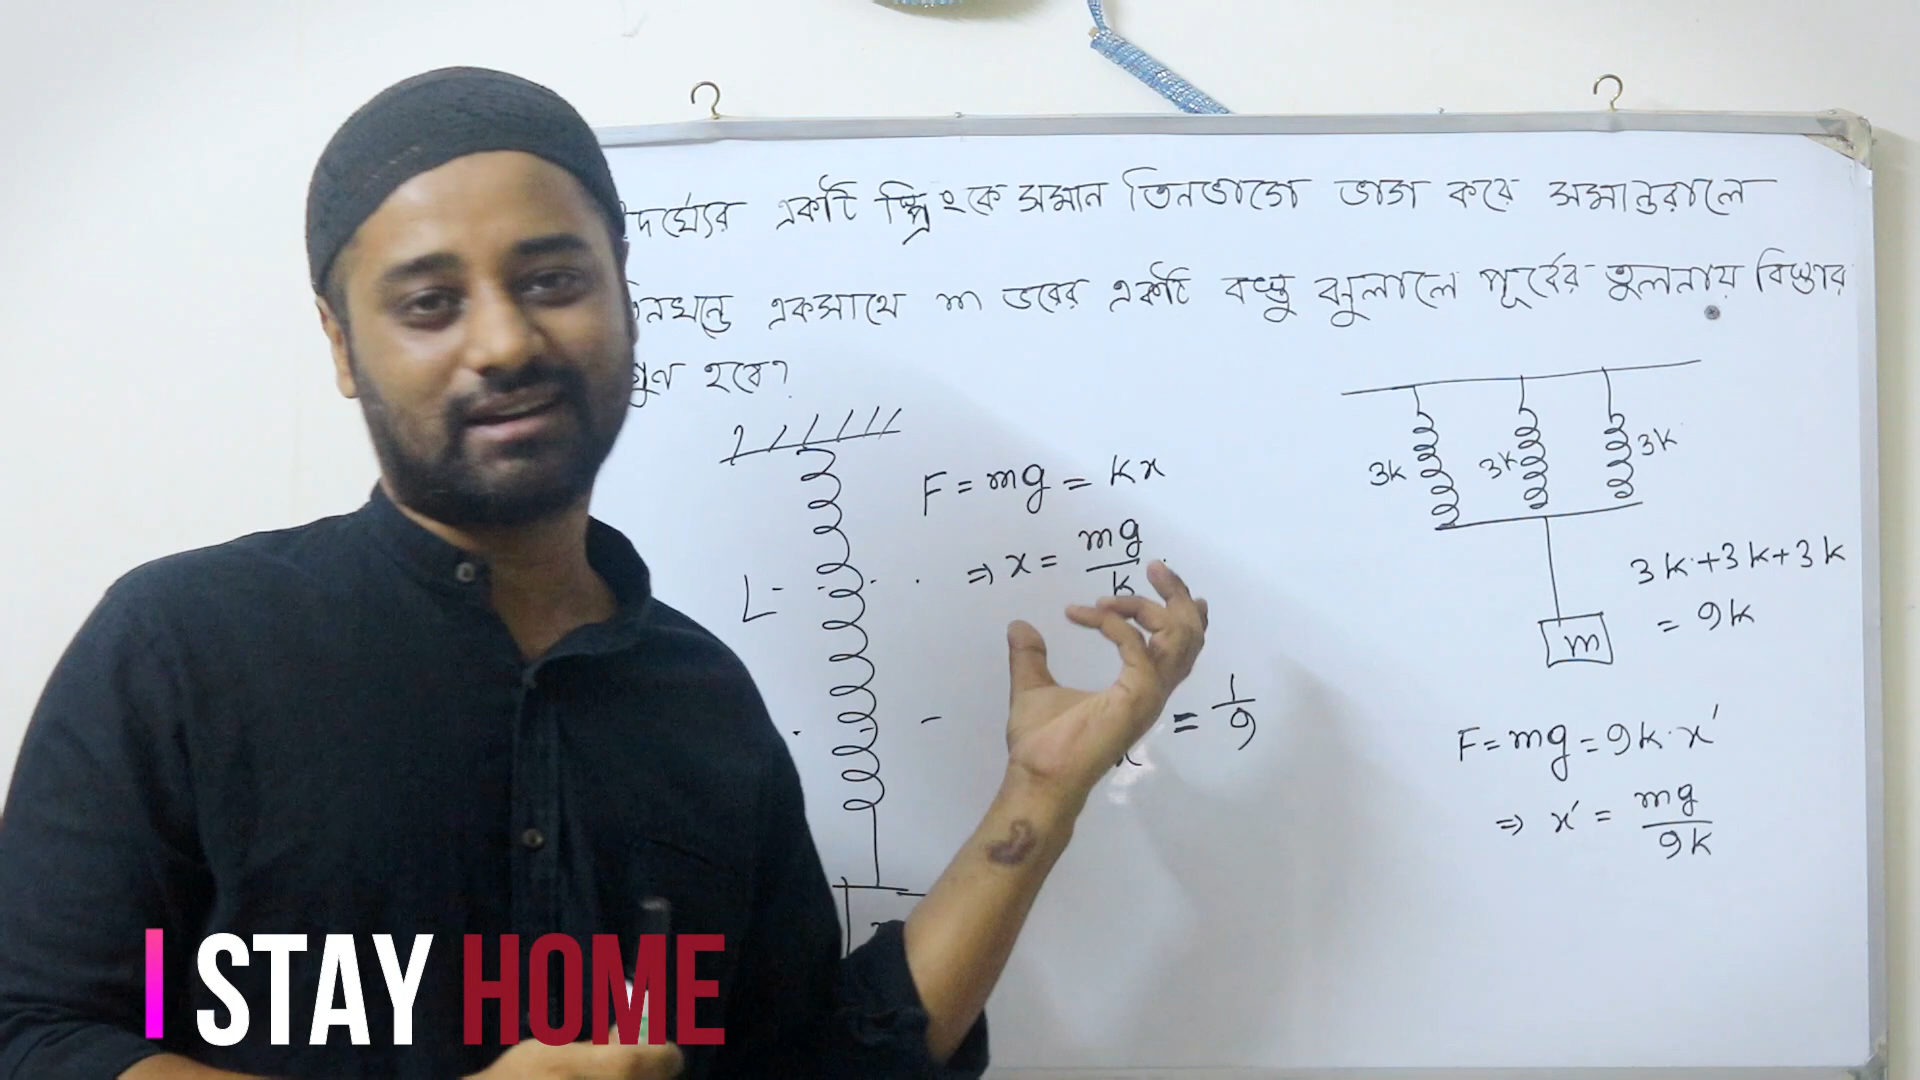 দৈর্ঘ্যের একটি স্প্রিংকে সমান তিনভাগে ভাগ করে সমান্তরালে
তিনখন্ডে একসাথে m ভরের একটি বস্তু ঝুলালে পূর্বের তুলনায় বিস্তার
গুন হবে?
F = mg = kx
⇒ x = mg/k
L
= 1/9
3k 3k 3k
3k+3k+3k
= 9k
m
F = mg = 9k·x'
⇒ x' = mg/9k
STAY HOME